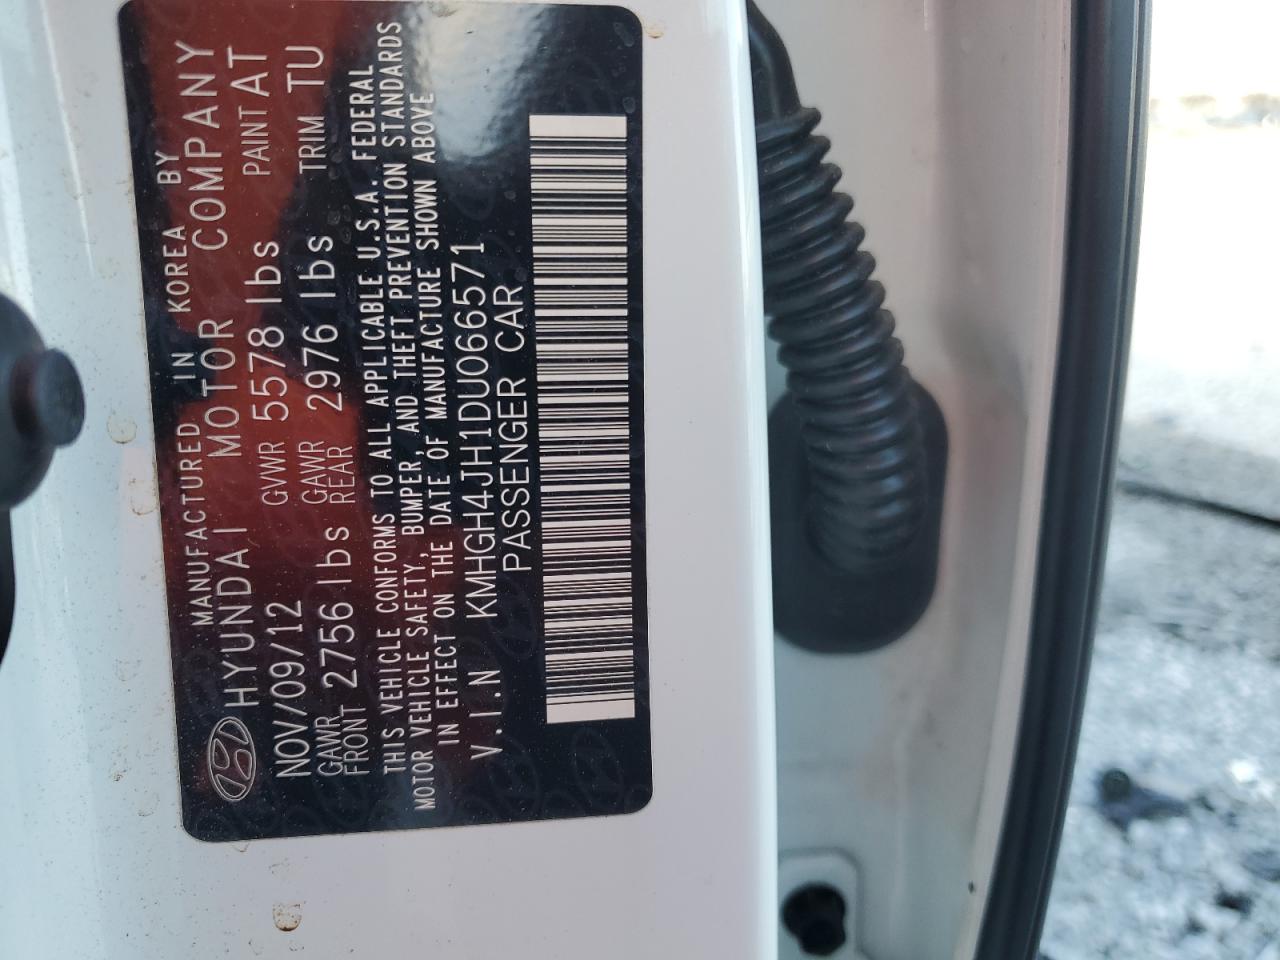 MANUFACTURED IN KOREA BY
HYUNDAI MOTOR COMPANY
NOV/09/12 GVWR 5578 lbs PAINT AT
GAWR FRONT 2756 lbs GAWR REAR 2976 lbs TRIM TU
THIS VEHICLE CONFORMS TO ALL APPLICABLE U.S.A. FEDERAL
MOTOR VEHICLE SAFETY, BUMPER, AND THEFT PREVENTION STANDARDS
IN EFFECT ON THE DATE OF MANUFACTURE SHOWN ABOVE
V.I.N KMHGH4JH1DU066571
PASSENGER CAR